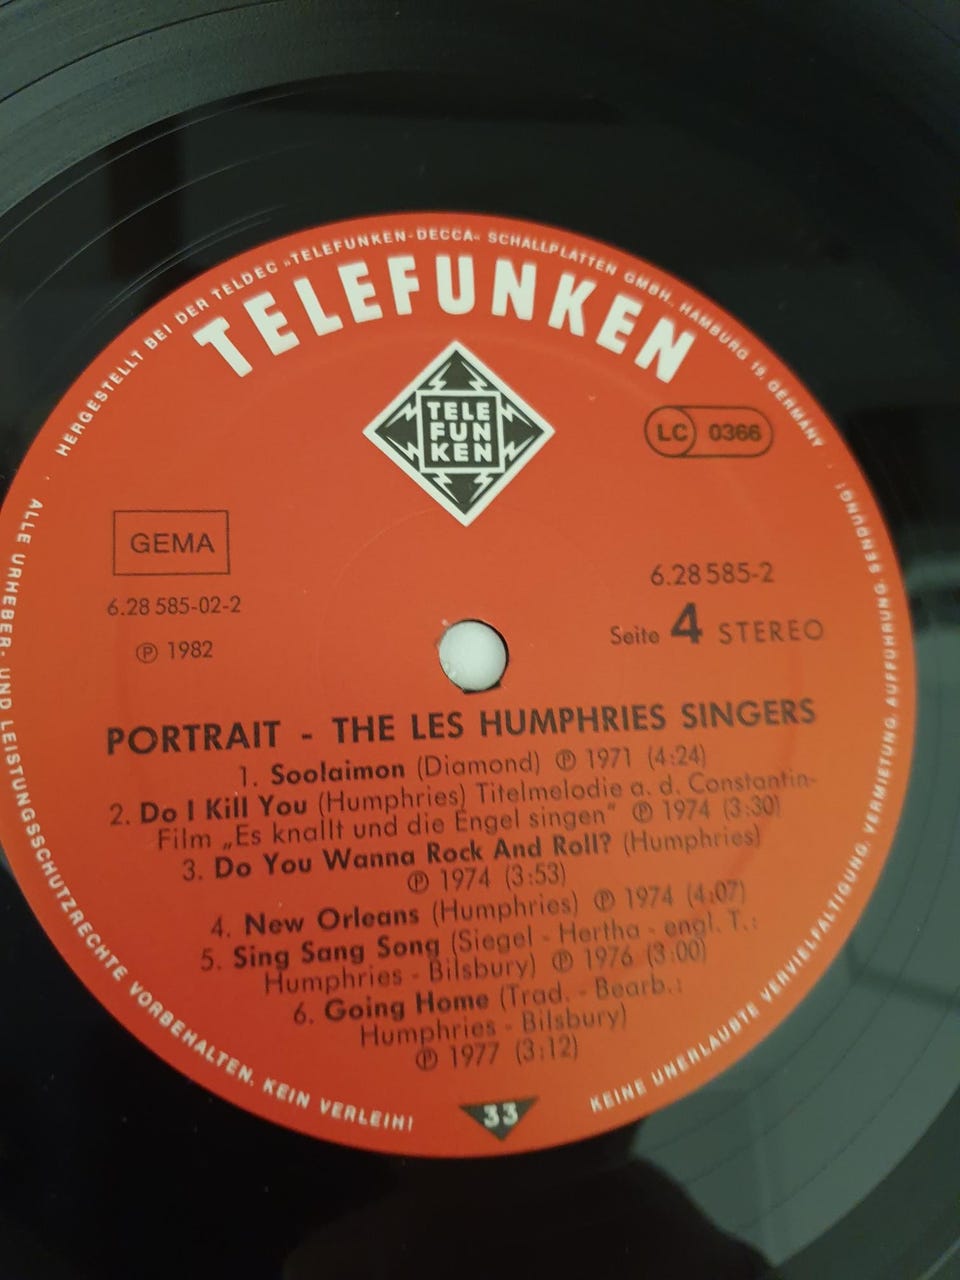 HERGESTELLT BEI DER TELDEC »TELEFUNKEN-DECCA« SCHALLPLATTEN GMBH., HAMBURG 19, GERMANY
TELEFUNKEN
TELE
FUN
KEN
LC 0366
GEMA
6.28 585-02-2
℗ 1982
6.28 585-2
Seite 4 STEREO
PORTRAIT - THE LES HUMPHRIES SINGERS
1. Soolaimon (Diamond) ℗ 1971 (4:24)
2. Do I Kill You (Humphries) Titelmelodie a. d. Constantin-
Film „Es knallt und die Engel singen" ℗ 1974 (3:30)
3. Do You Wanna Rock And Roll? (Humphries)
℗ 1974 (3:53)
4. New Orleans (Humphries) ℗ 1974 (4:07)
5. Sing Sang Song (Siegel - Hertha - engl. T.:
Humphries - Bilsbury) ℗ 1976 (3:00)
6. Going Home (Trad. - Bearb.:
Humphries - Bilsbury)
℗ 1977 (3:12)
33
ALLE URHEBER- UND LEISTUNGSSCHUTZRECHTE VORBEHALTEN. KEIN VERLEIH!
KEINE UNERLAUBTE VERVIELFÄLTIGUNG, VERMIETUNG, AUFFÜHRUNG, SENDUNG!